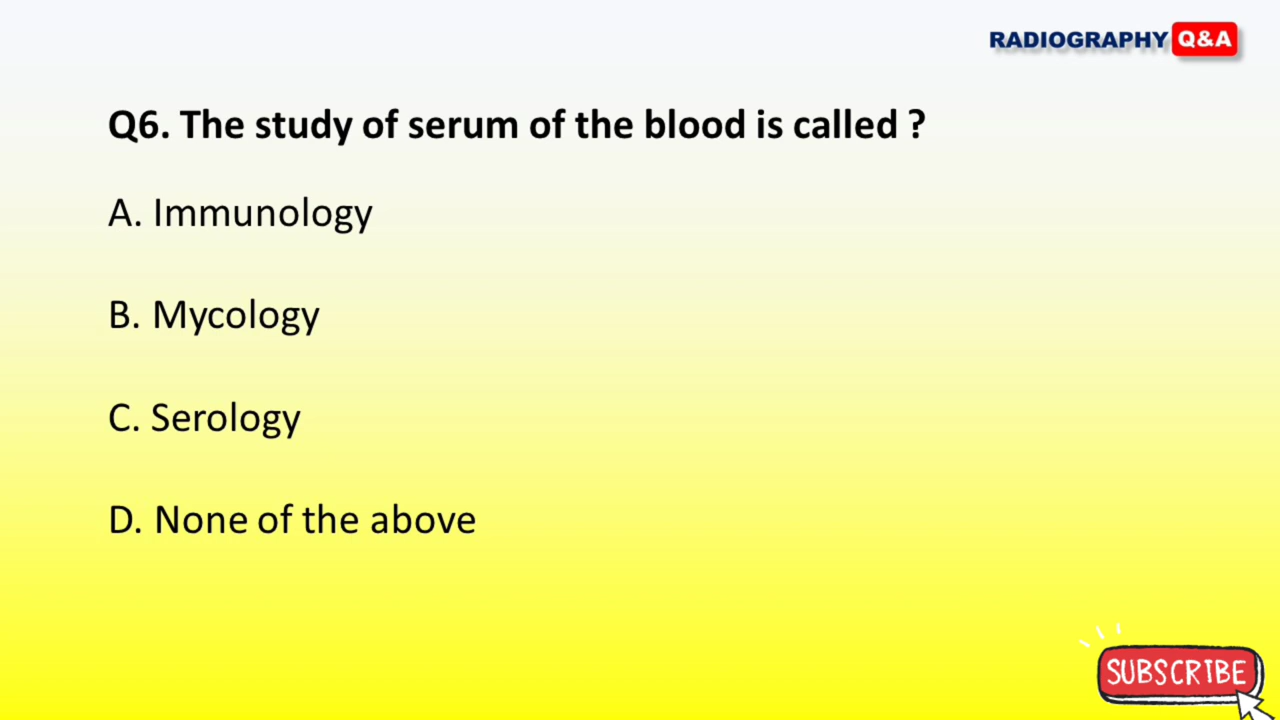 RADIOGRAPHY Q&A
Q6. The study of serum of the blood is called ?
A. Immunology
B. Mycology
C. Serology
D. None of the above
SUBSCRIBE